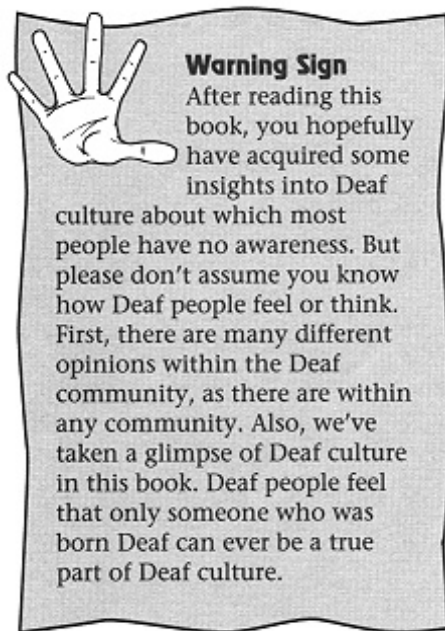 Warning Sign
After reading this
book, you hopefully
have acquired some
insights into Deaf
culture about which most
people have no awareness. But
please don't assume you know
how Deaf people feel or think.
First, there are many different
opinions within the Deaf
community, as there are within
any community. Also, we've
taken a glimpse of Deaf culture
in this book. Deaf people feel
that only someone who was
born Deaf can ever be a true
part of Deaf culture.